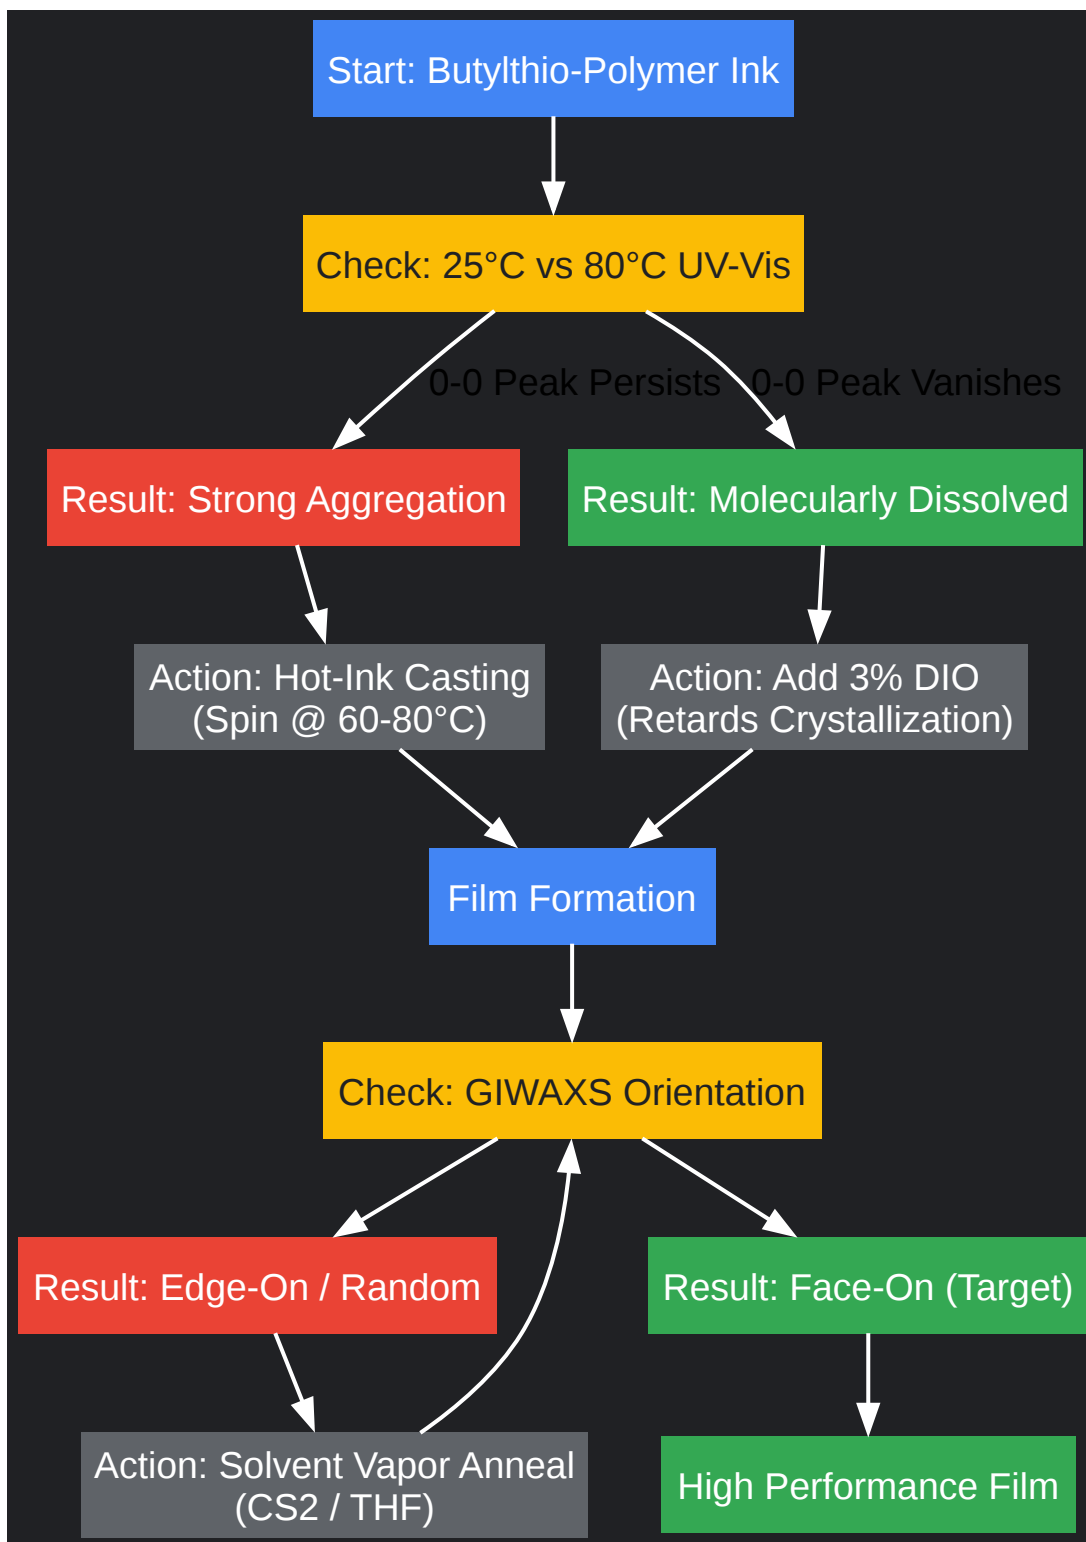 Start: Butylthio-Polymer Ink
Check: 25°C vs 80°C UV-Vis
0-0 Peak Persists
0-0 Peak Vanishes
Result: Strong Aggregation
Result: Molecularly Dissolved
Action: Hot-Ink Casting
(Spin @ 60-80°C)
Action: Add 3% DIO
(Retards Crystallization)
Film Formation
Check: GIWAXS Orientation
Result: Edge-On / Random
Result: Face-On (Target)
Action: Solvent Vapor Anneal
(CS2 / THF)
High Performance Film